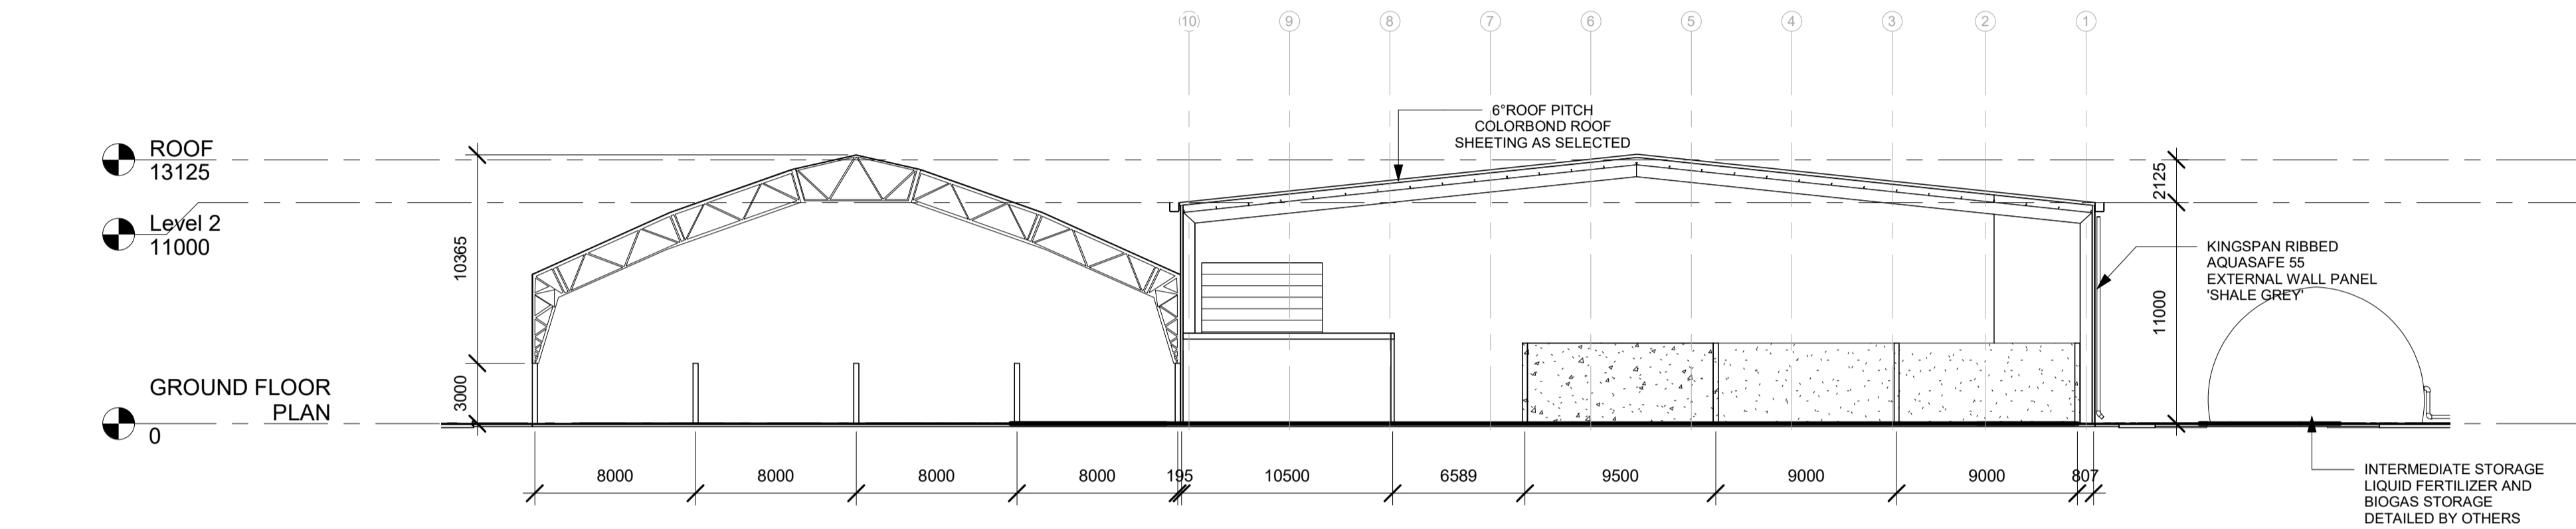 10 9 8 7 6 5 4 3 2 1
6°ROOF PITCH
COLORBOND ROOF
SHEETING AS SELECTED
ROOF
13125
Level 2
11000
GROUND FLOOR
PLAN
0
10365
3000
2125
11000
KINGSPAN RIBBED
AQUASAFE 55
EXTERNAL WALL PANEL
'SHALE GREY'
8000 8000 8000 8000 195 10500 6589 9500 9000 9000 807
INTERMEDIATE STORAGE
LIQUID FERTILIZER AND
BIOGAS STORAGE
DETAILED BY OTHERS